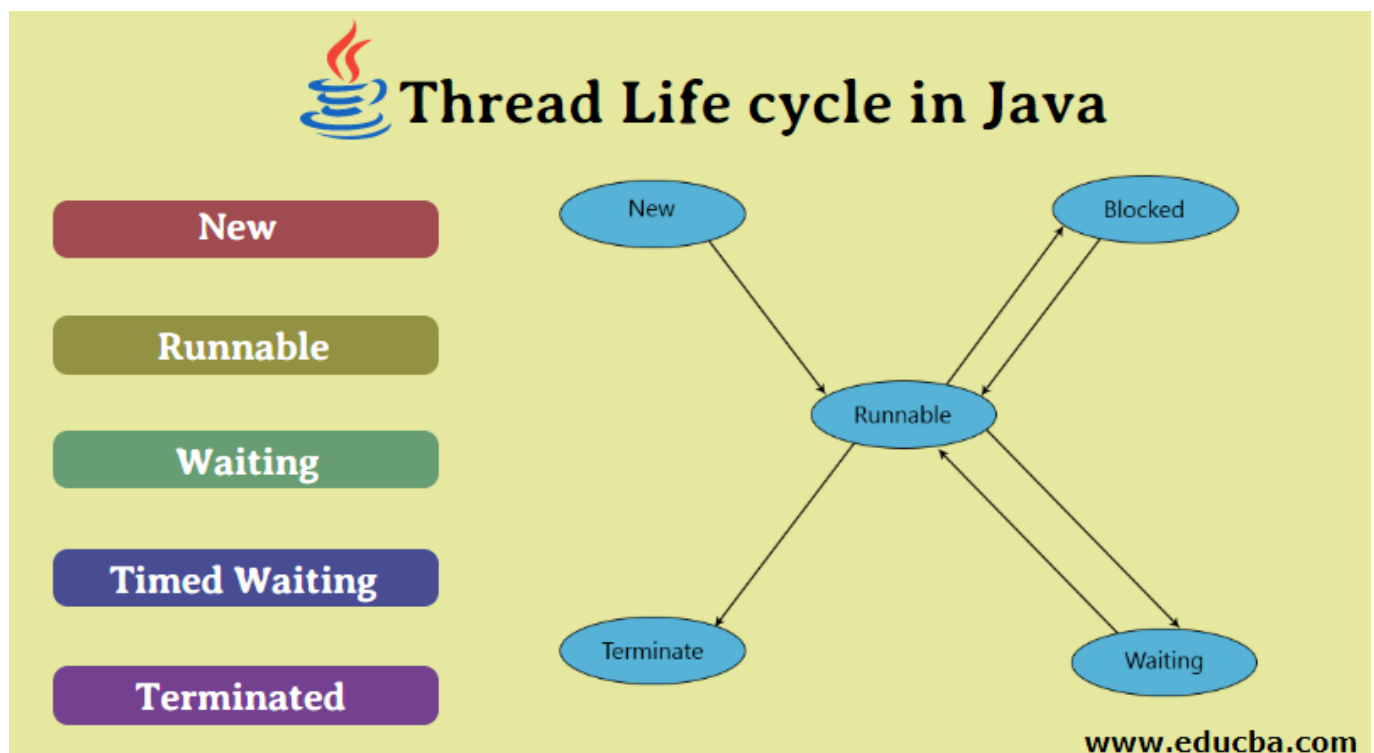 Thread Life cycle in Java
New
Runnable
Waiting
Timed Waiting
Terminated
New
Blocked
Runnable
Terminate
Waiting
www.educba.com